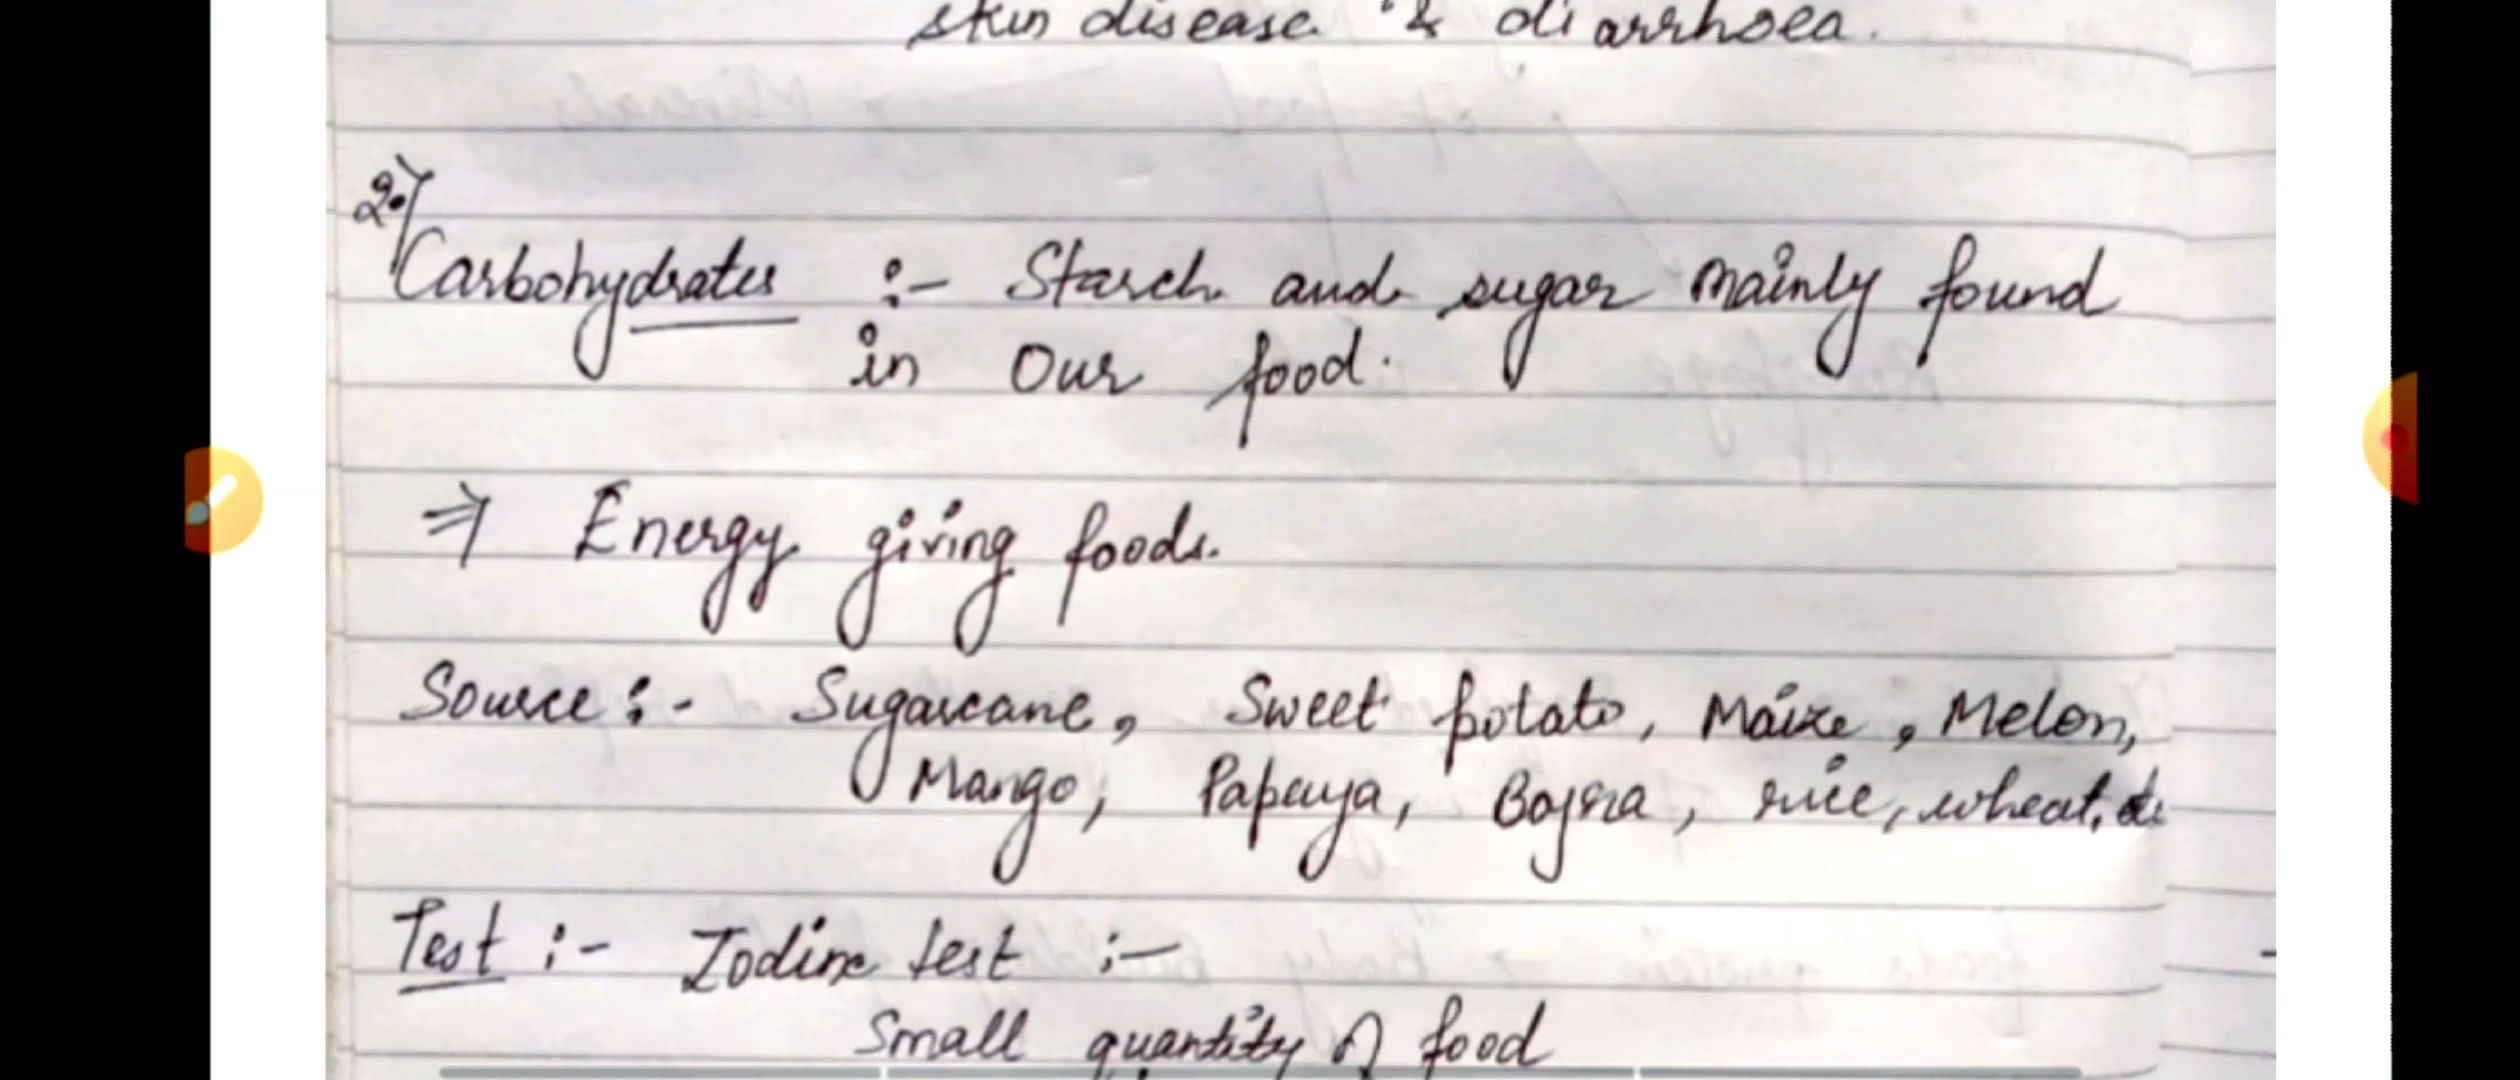 skin disease & diarrhoea.
2.)
Carbohydrates :- Starch and sugar mainly found
in Our food.
⇒ Energy giving foods.
Source :- Sugarcane, Sweet potato, Maize, Melon,
Mango, Papaya, Bajra, rice, wheat, etc
Test :- Iodine test :-
Small quantity of food